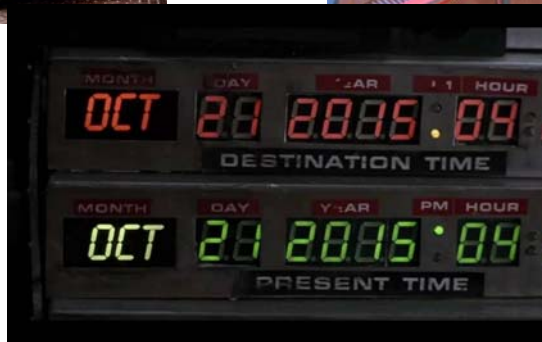 MONTH DAY HOUR
OCT 21 2015 04
DESTINATION TIME
MONTH DAY PM HOUR
OCT 21 2015 04
PRESENT TIME